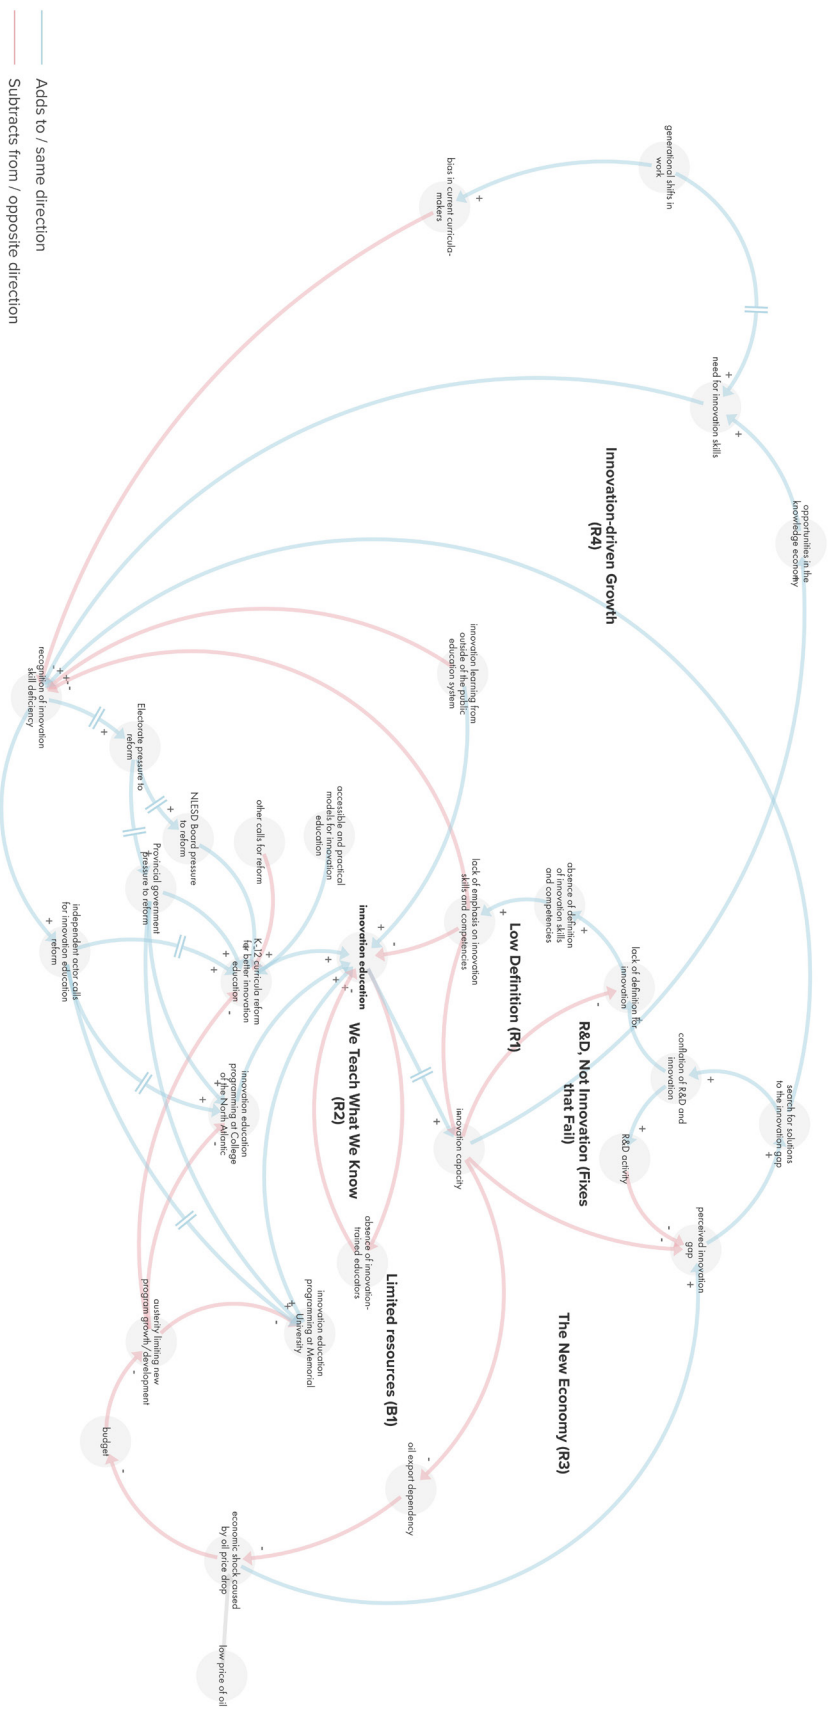 generational shifts in
work
bias in current curricula-
makers
need for innovation skills
opportunities in the
knowledge economy
Innovation-driven Growth
(R4)
innovation learning from
outside of the public
education system
recognition of innovation
skill deficiency
Electorate pressure to
reform
NLESD Board pressure
to reform
Provincial government
pressure to reform
other calls for reform
accessible and practical
models for innovation
education
independent actor calls
for innovation education
reform
K-12 curricula reform
for better innovation
education
innovation education
lack of emphasis on innovation
skills and competencies
absence of definition
of innovation skills
and competencies
lack of definition for
innovation
Low Definition (R1)
R&D, Not Innovation (Fixes
that Fail)
conflation of R&D and
innovation
search for solutions
to the innovation gap
R&D activity
perceived innovation
gap
innovation capacity
We Teach What We Know
(R2)
innovation education
programming at College
of the North Atlantic
absence of innovation-
trained educators
innovation education
programming at Memorial
University
Limited resources (B1)
The New Economy (R3)
austerity limiting new
program growth/development
budget
oil export dependency
economic shock caused
by oil price drop
low price of oil
Adds to / same direction
Subtracts from / opposite direction